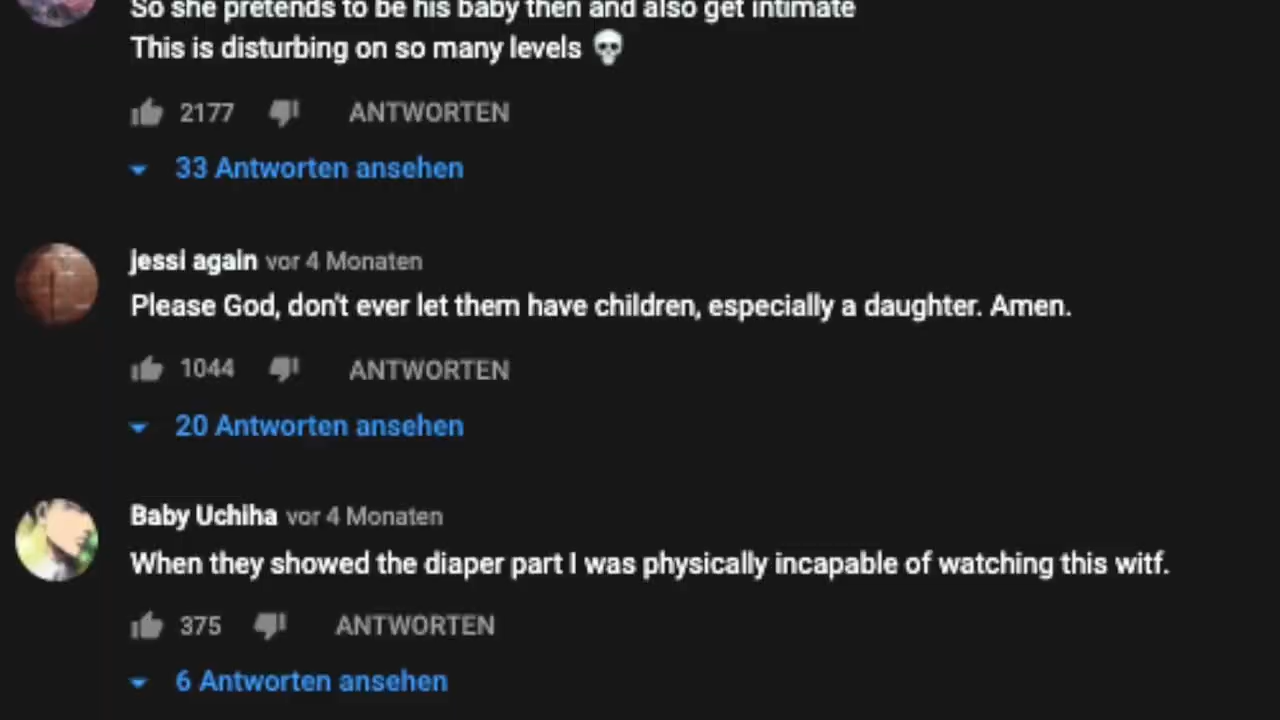 So she pretends to be his baby then and also get intimate
This is disturbing on so many levels 💀
2177 ANTWORTEN
33 Antworten ansehen
jessi again vor 4 Monaten
Please God, don't ever let them have children, especially a daughter. Amen.
1044 ANTWORTEN
20 Antworten ansehen
Baby Uchiha vor 4 Monaten
When they showed the diaper part I was physically incapable of watching this witf.
375 ANTWORTEN
6 Antworten ansehen